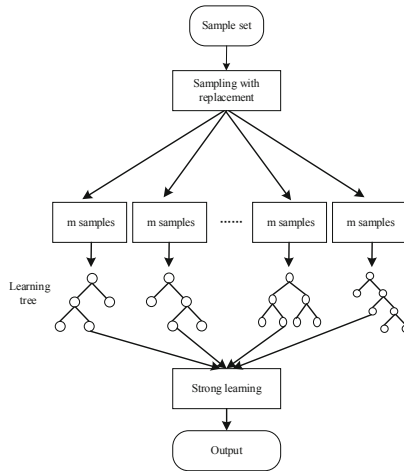 Sample set
Sampling with
replacement
m samples
m samples
......
m samples
m samples
Learning
tree
Strong learning
Output